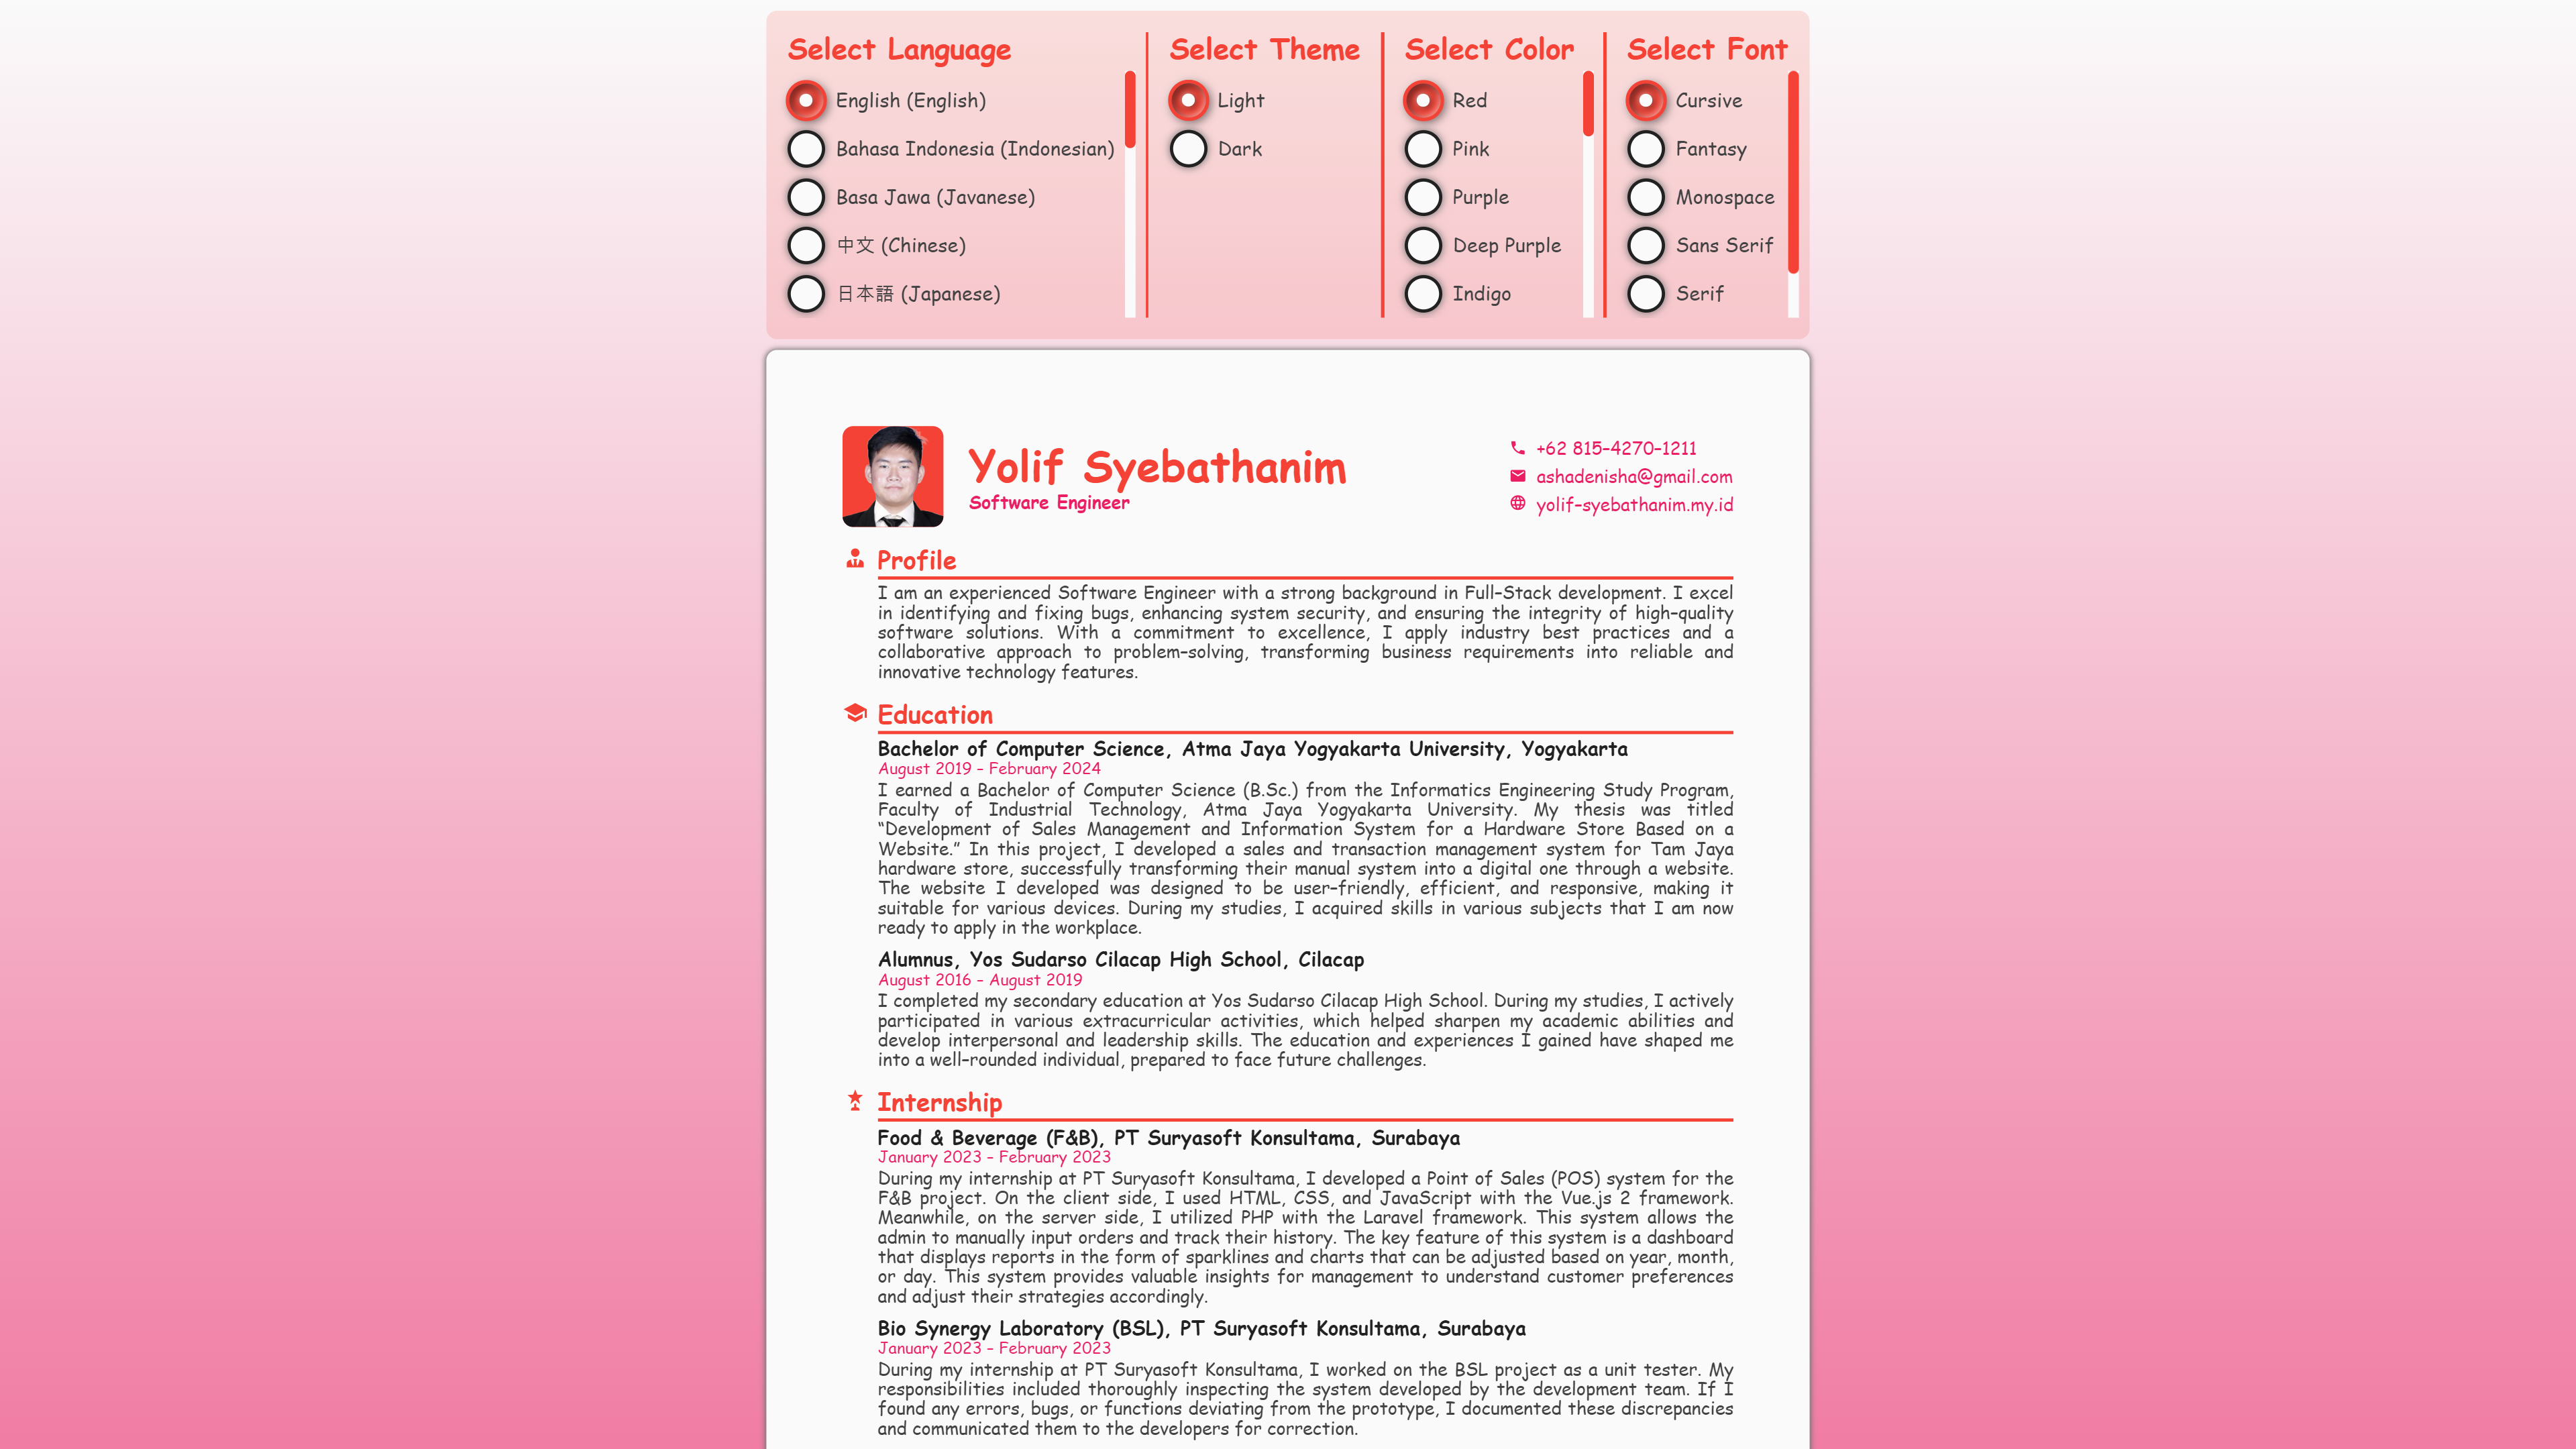 Select Language
English (English)
Bahasa Indonesia (Indonesian)
Basa Jawa (Javanese)
中文 (Chinese)
日本語 (Japanese)
Select Theme
Light
Dark
Select Color
Red
Pink
Purple
Deep Purple
Indigo
Select Font
Cursive
Fantasy
Monospace
Sans Serif
Serif
Yolif Syebathanim
Software Engineer
+62 815-4270-1211
ashadenisha@gmail.com
yolif-syebathanim.my.id
Profile
I am an experienced Software Engineer with a strong background in Full-Stack development. I excel
in identifying and fixing bugs, enhancing system security, and ensuring the integrity of high-quality
software solutions. With a commitment to excellence, I apply industry best practices and a
collaborative approach to problem-solving, transforming business requirements into reliable and
innovative technology features.
Education
Bachelor of Computer Science, Atma Jaya Yogyakarta University, Yogyakarta
August 2019 - February 2024
I earned a Bachelor of Computer Science (B.Sc.) from the Informatics Engineering Study Program,
Faculty of Industrial Technology, Atma Jaya Yogyakarta University. My thesis was titled
“Development of Sales Management and Information System for a Hardware Store Based on a
Website.” In this project, I developed a sales and transaction management system for Tam Jaya
hardware store, successfully transforming their manual system into a digital one through a website.
The website I developed was designed to be user-friendly, efficient, and responsive, making it
suitable for various devices. During my studies, I acquired skills in various subjects that I am now
ready to apply in the workplace.
Alumnus, Yos Sudarso Cilacap High School, Cilacap
August 2016 - August 2019
I completed my secondary education at Yos Sudarso Cilacap High School. During my studies, I actively
participated in various extracurricular activities, which helped sharpen my academic abilities and
develop interpersonal and leadership skills. The education and experiences I gained have shaped me
into a well-rounded individual, prepared to face future challenges.
Internship
Food & Beverage (F&B), PT Suryasoft Konsultama, Surabaya
January 2023 - February 2023
During my internship at PT Suryasoft Konsultama, I developed a Point of Sales (POS) system for the
F&B project. On the client side, I used HTML, CSS, and JavaScript with the Vue.js 2 framework.
Meanwhile, on the server side, I utilized PHP with the Laravel framework. This system allows the
admin to manually input orders and track their history. The key feature of this system is a dashboard
that displays reports in the form of sparklines and charts that can be adjusted based on year, month,
or day. This system provides valuable insights for management to understand customer preferences
and adjust their strategies accordingly.
Bio Synergy Laboratory (BSL), PT Suryasoft Konsultama, Surabaya
January 2023 - February 2023
During my internship at PT Suryasoft Konsultama, I worked on the BSL project as a unit tester. My
responsibilities included thoroughly inspecting the system developed by the development team. If I
found any errors, bugs, or functions deviating from the prototype, I documented these discrepancies
and communicated them to the developers for correction.